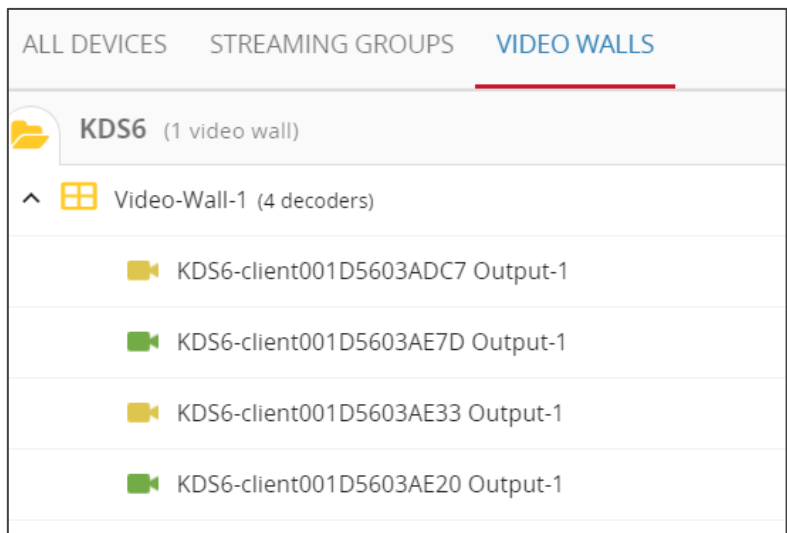 ALL DEVICES STREAMING GROUPS VIDEO WALLS
KDS6 (1 video wall)
Video-Wall-1 (4 decoders)
KDS6-client001D5603ADC7 Output-1
KDS6-client001D5603AE7D Output-1
KDS6-client001D5603AE33 Output-1
KDS6-client001D5603AE20 Output-1